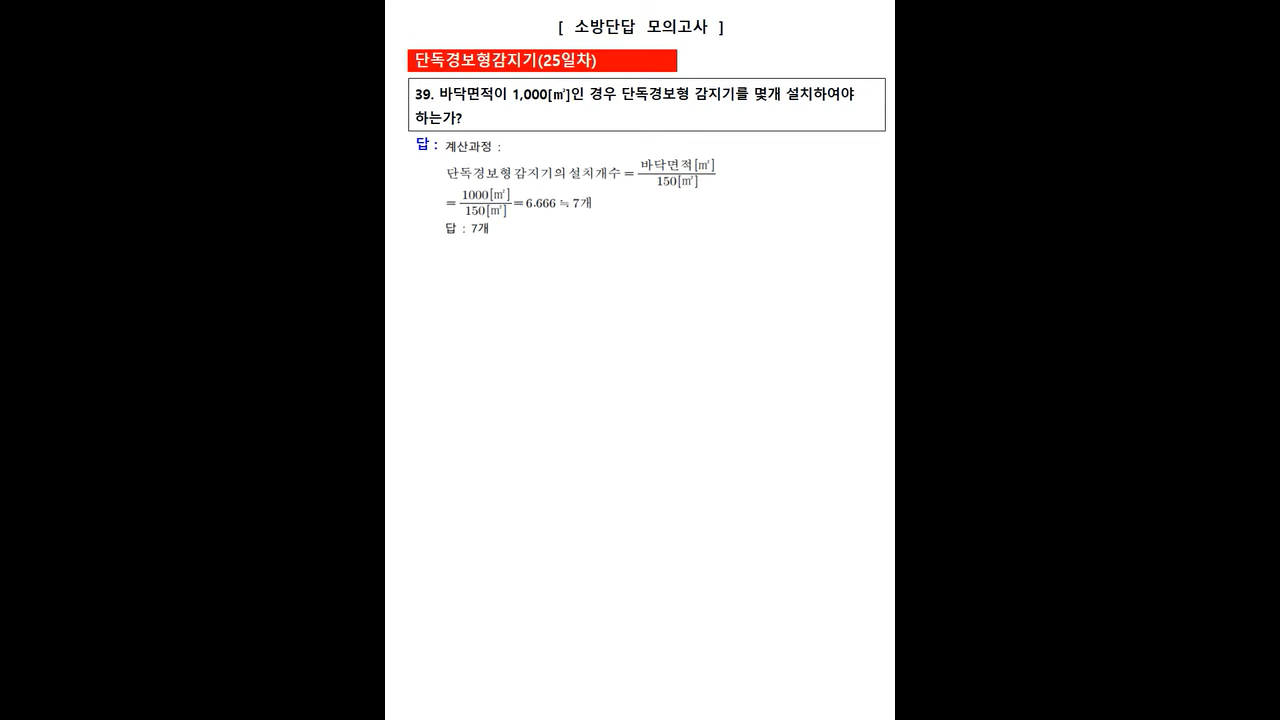 [ 소방단답 모의고사 ]
단독경보형감지기(25일차)
39. 바닥면적이 1,000[㎡]인 경우 단독경보형 감지기를 몇개 설치하여야
하는가?
답 : 계산과정 :
단독경보형감지기의 설치개수 = 바닥면적[㎡] / 150[㎡]
= 1000[㎡] / 150[㎡] = 6.666 ≒ 7개
답 : 7개